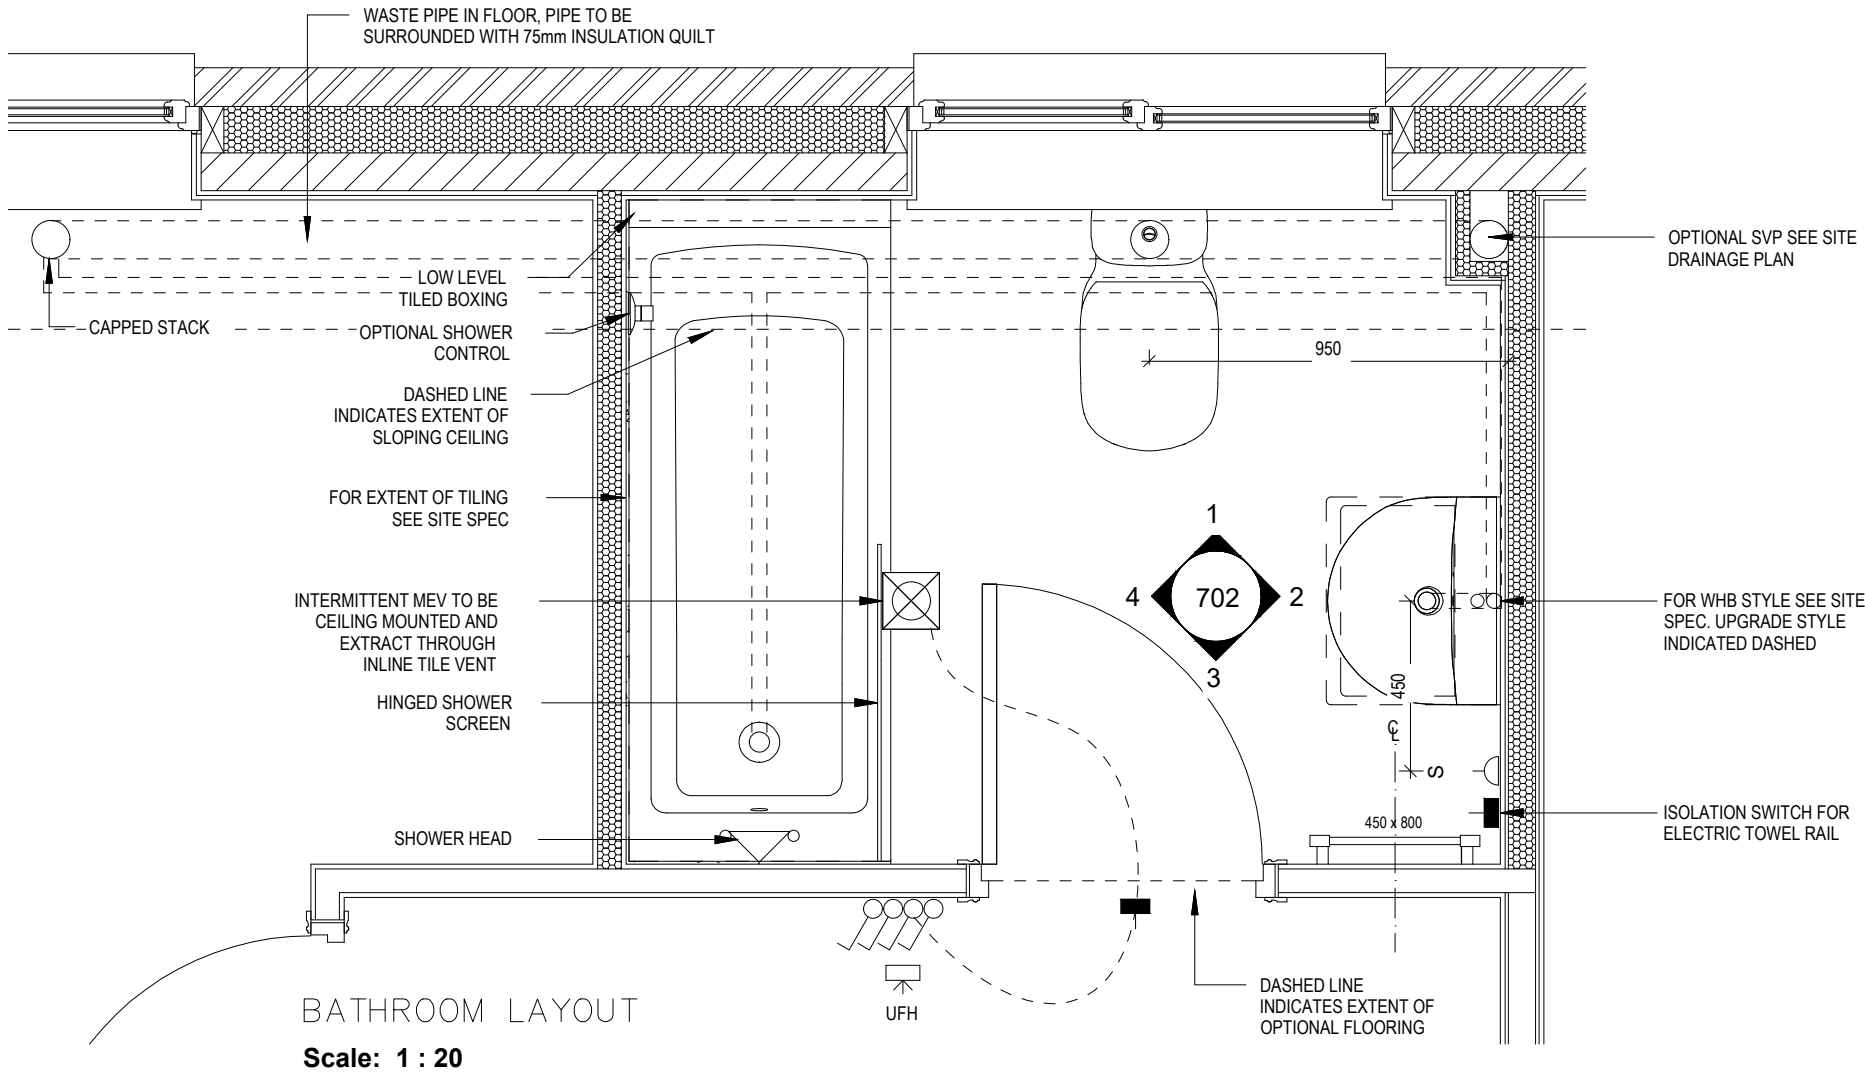 WASTE PIPE IN FLOOR, PIPE TO BE
SURROUNDED WITH 75mm INSULATION QUILT
OPTIONAL SVP SEE SITE
DRAINAGE PLAN
LOW LEVEL
TILED BOXING
CAPPED STACK
OPTIONAL SHOWER
CONTROL
950
DASHED LINE
INDICATES EXTENT OF
SLOPING CEILING
FOR EXTENT OF TILING
SEE SITE SPEC
1
4
702
2
3
INTERMITTENT MEV TO BE
CEILING MOUNTED AND
EXTRACT THROUGH
INLINE TILE VENT
FOR WHB STYLE SEE SITE
SPEC. UPGRADE STYLE
INDICATED DASHED
450
HINGED SHOWER
SCREEN
℄
S
450 x 800
ISOLATION SWITCH FOR
ELECTRIC TOWEL RAIL
SHOWER HEAD
UFH
DASHED LINE
INDICATES EXTENT OF
OPTIONAL FLOORING
BATHROOM LAYOUT
Scale: 1 : 20